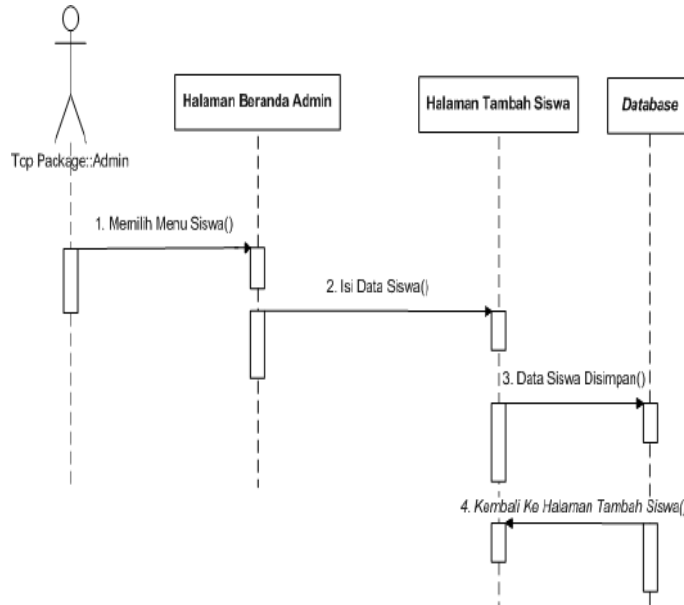 Halaman Beranda Admin
Halaman Tambah Siswa
Database
Top Package::Admin
1. Memilih Menu Siswa()
2. Isi Data Siswa()
3. Data Siswa Disimpan()
4. Kembali Ke Halaman Tambah Siswa()